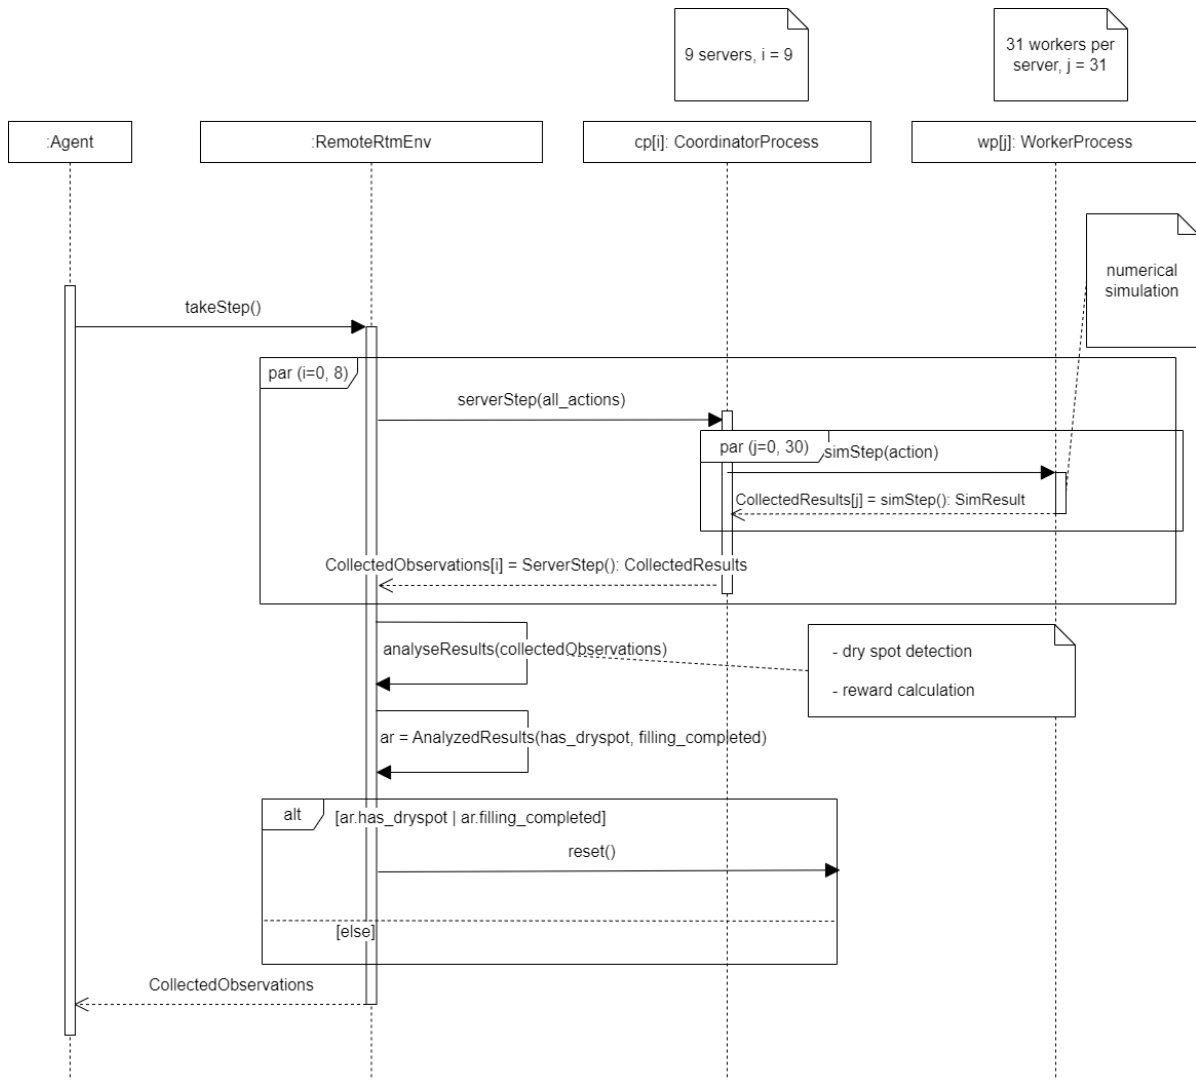 9 servers, i = 9
31 workers per
server, j = 31
:Agent
:RemoteRtmEnv
cp[i]: CoordinatorProcess
wp[j]: WorkerProcess
numerical
simulation
takeStep()
par (i=0, 8)
serverStep(all_actions)
par (j=0, 30)
simStep(action)
CollectedResults[j] = simStep(): SimResult
CollectedObservations[i] = ServerStep(): CollectedResults
analyseResults(collectedObservations)
- dry spot detection
- reward calculation
ar = AnalyzedResults(has_dryspot, filling_completed)
alt
[ar.has_dryspot | ar.filling_completed]
reset()
[else]
CollectedObservations